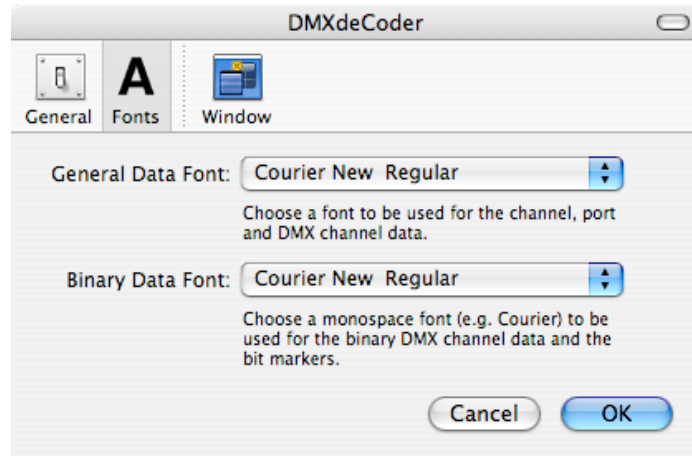 DMXdeCoder
General Fonts Window
General Data Font: Courier New Regular
Choose a font to be used for the channel, port
and DMX channel data.
Binary Data Font: Courier New Regular
Choose a monospace font (e.g. Courier) to be
used for the binary DMX channel data and the
bit markers.
Cancel OK